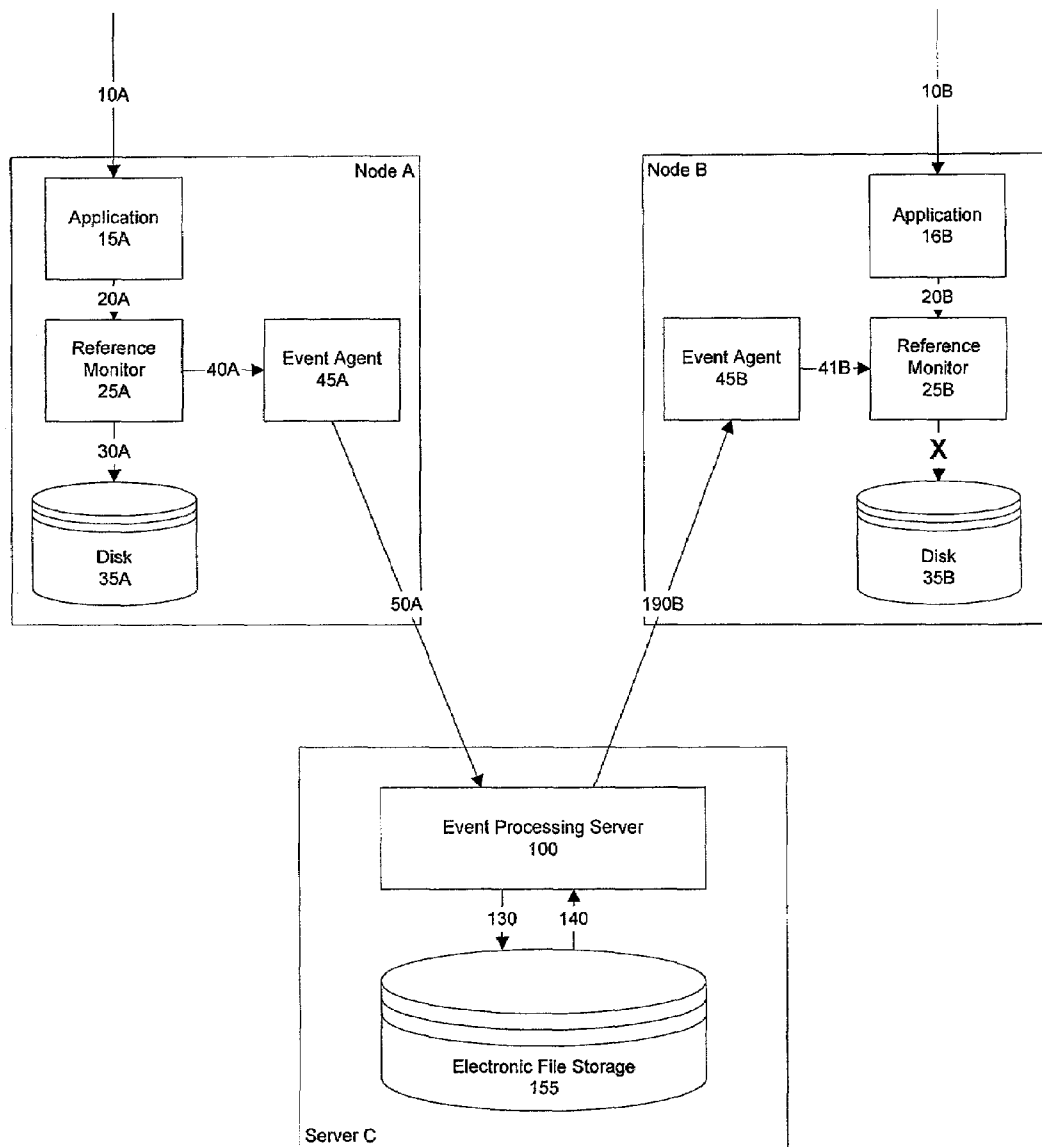 10A
10B
Node A
Node B
Application
15A
Application
16B
20A
20B
Reference
Monitor
25A
40A
Event Agent
45A
Event Agent
45B
41B
Reference
Monitor
25B
30A
X
Disk
35A
Disk
35B
50A
190B
Event Processing Server
100
130
140
Electronic File Storage
155
Server C